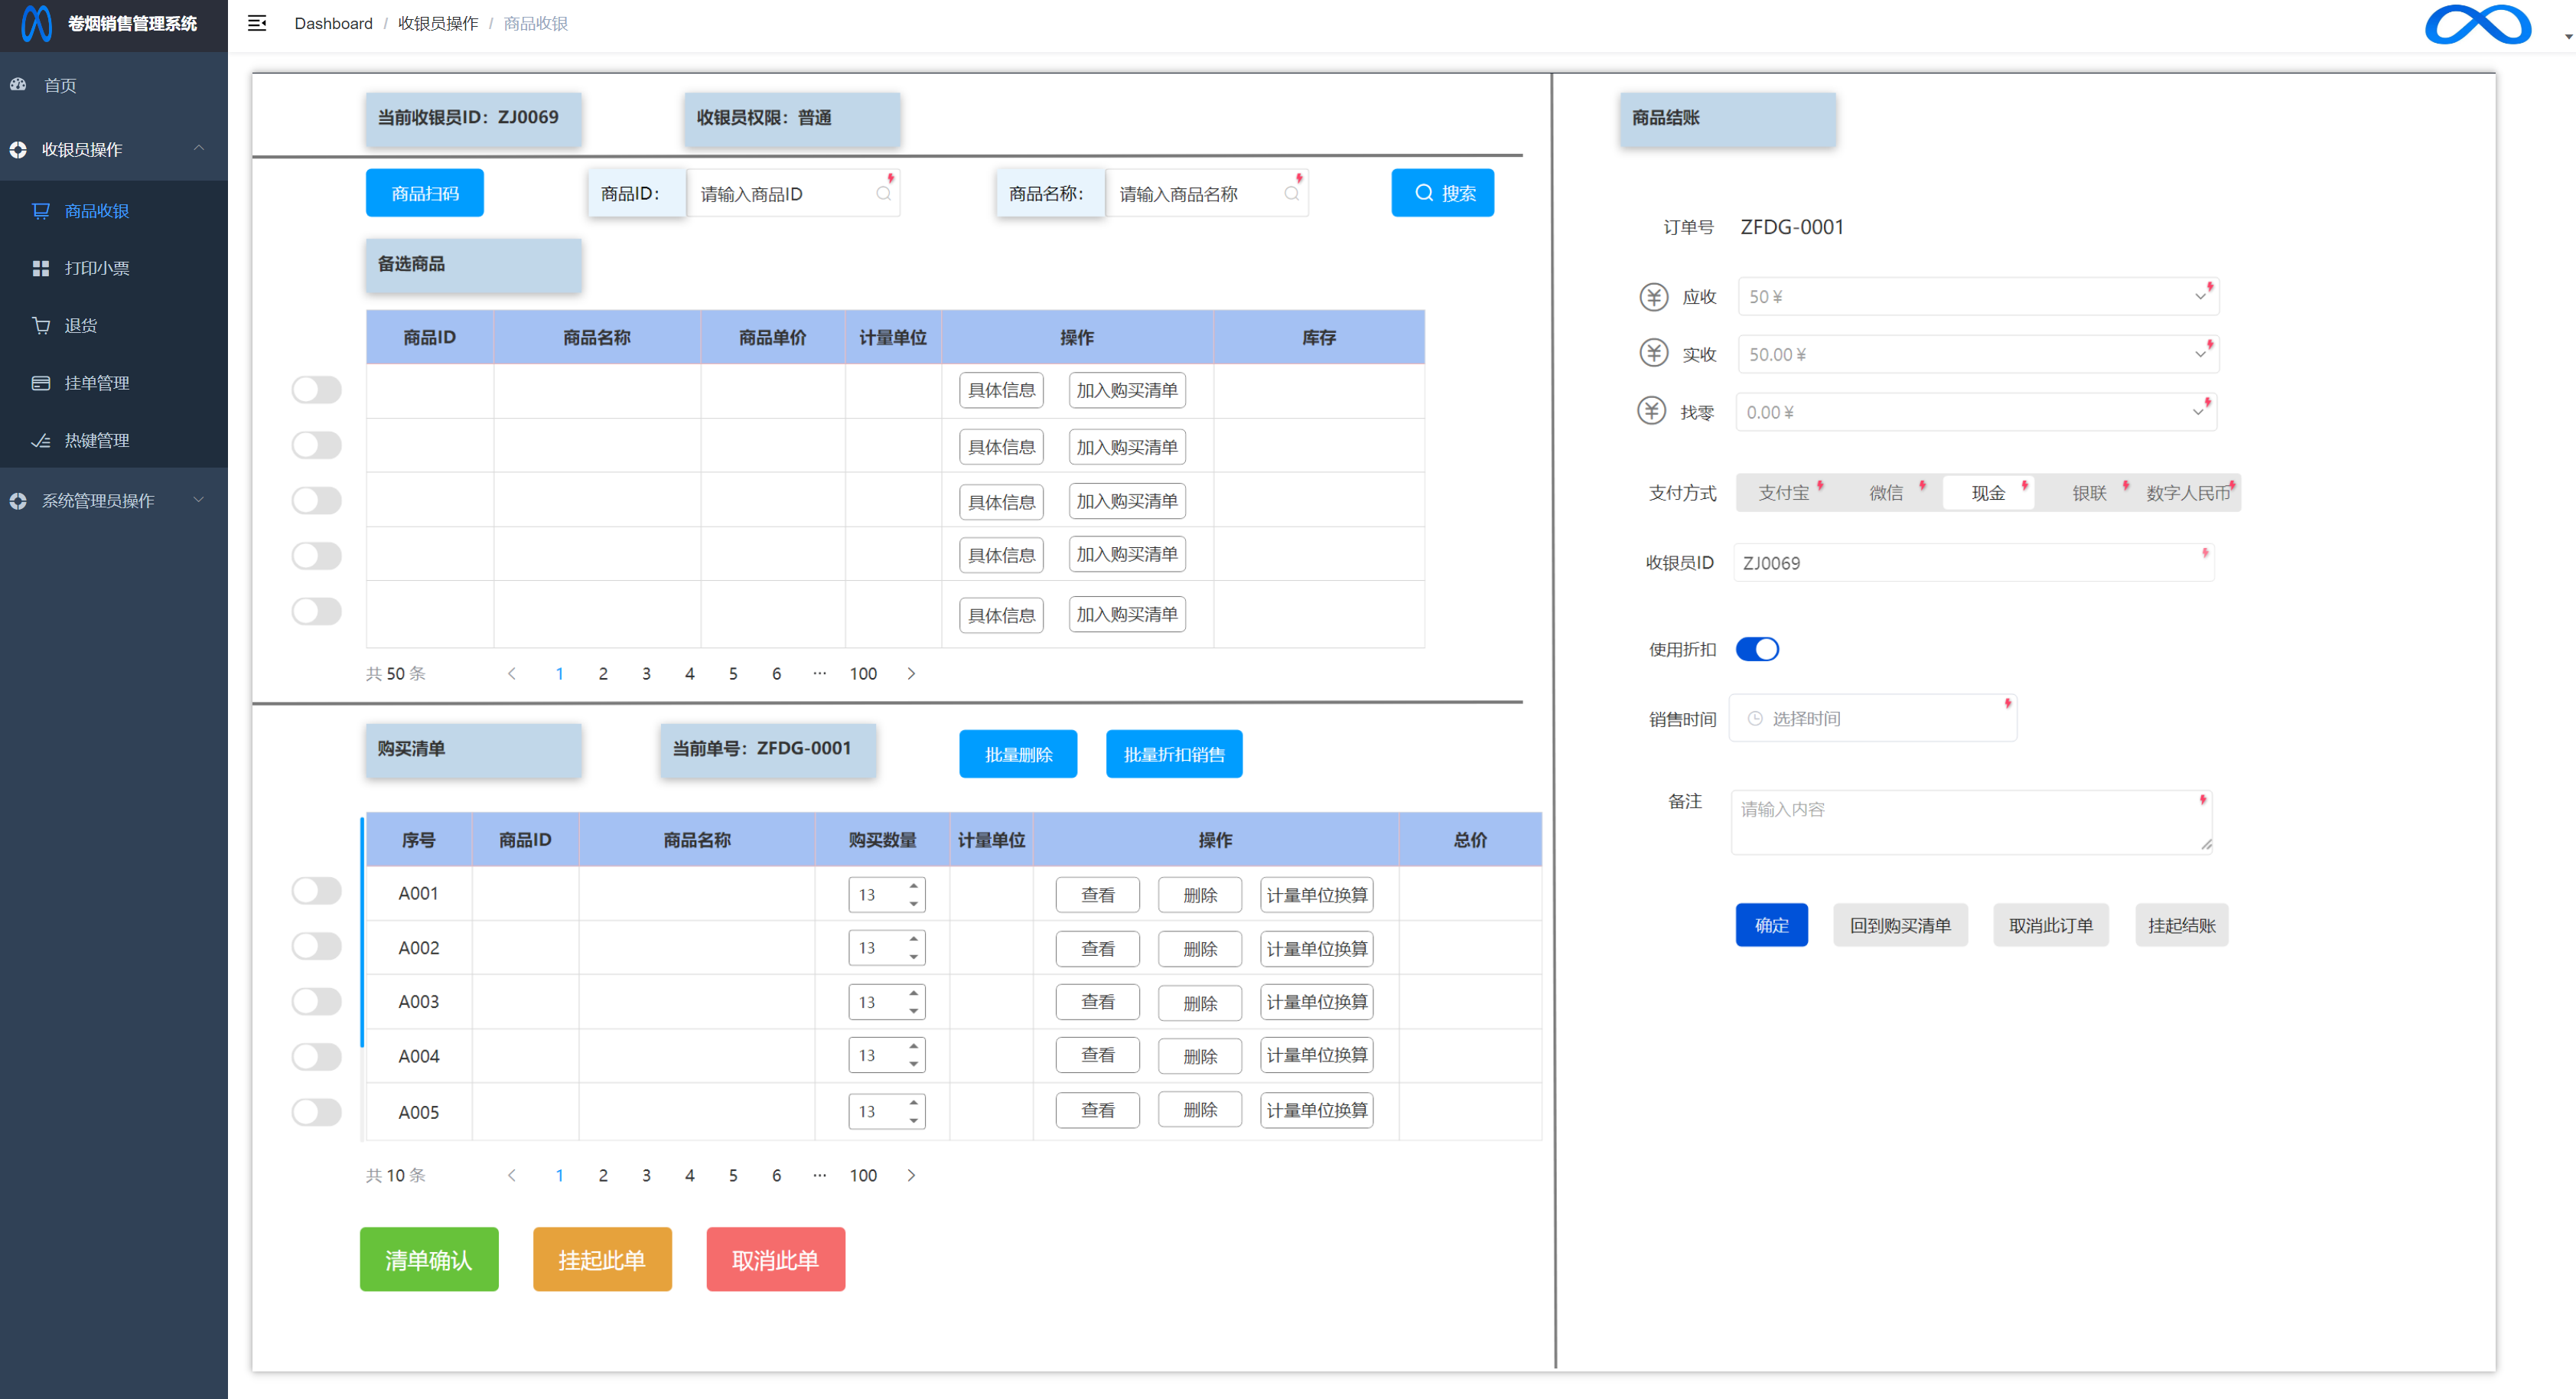 卷烟销售管理系统
Dashboard / 收银员操作 / 商品收银
首页
收银员操作
商品收银
打印小票
退货
挂单管理
热键管理
系统管理员操作
当前收银员ID：ZJ0069
收银员权限：普通
商品扫码
商品ID：
请输入商品ID
商品名称：
请输入商品名称
搜索
备选商品
商品ID 商品名称 商品单价 计量单位 操作 库存
具体信息 加入购买清单
具体信息 加入购买清单
具体信息 加入购买清单
具体信息 加入购买清单
具体信息 加入购买清单
共 50 条 1 2 3 4 5 6 ··· 100
购买清单
当前单号：ZFDG-0001
批量删除
批量折扣销售
序号 商品ID 商品名称 购买数量 计量单位 操作 总价
A001 13 查看 删除 计量单位换算
A002 13 查看 删除 计量单位换算
A003 13 查看 删除 计量单位换算
A004 13 查看 删除 计量单位换算
A005 13 查看 删除 计量单位换算
共 10 条 1 2 3 4 5 6 ··· 100
清单确认
挂起此单
取消此单
商品结账
订单号 ZFDG-0001
应收 50 ¥
实收 50.00 ¥
找零 0.00 ¥
支付方式 支付宝 微信 现金 银联 数字人民币
收银员ID ZJ0069
使用折扣
销售时间 选择时间
备注 请输入内容
确定 回到购买清单 取消此订单 挂起结账